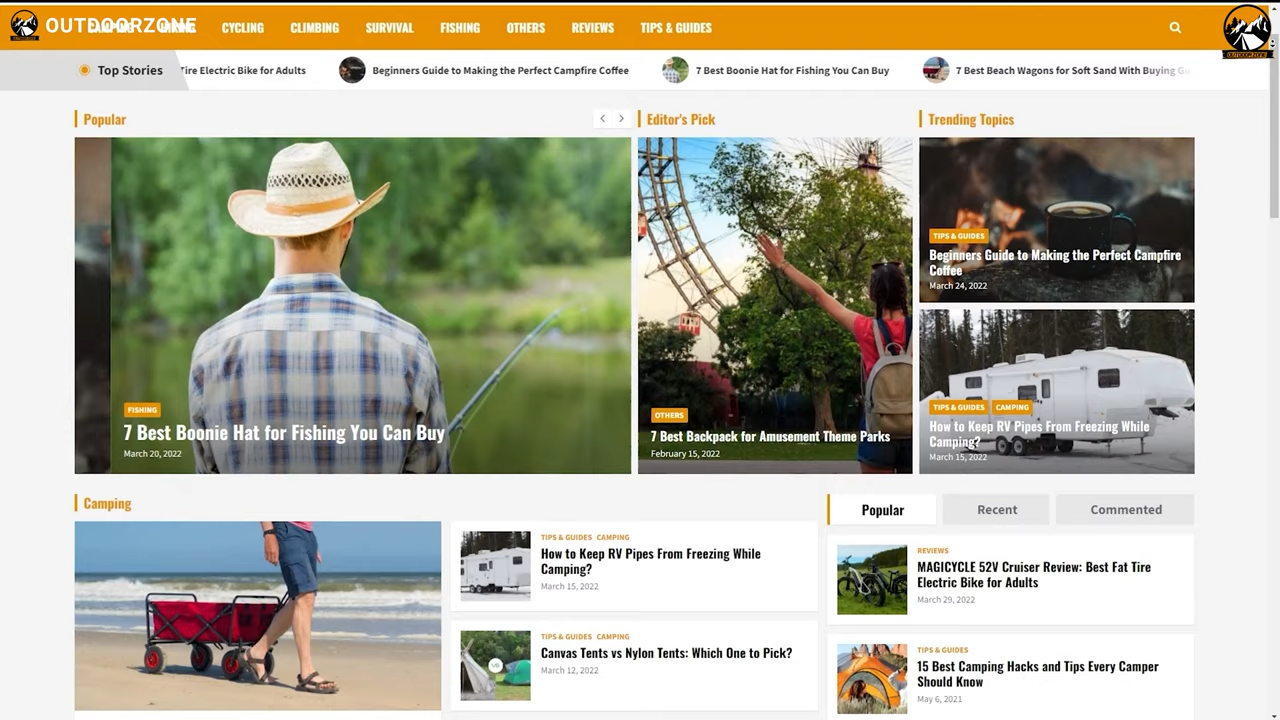 OUTDOORZONE
CAMPING HIKING CYCLING CLIMBING SURVIVAL FISHING OTHERS REVIEWS TIPS & GUIDES
OUTDOORZONE
Top Stories
Tire Electric Bike for Adults
Beginners Guide to Making the Perfect Campfire Coffee
7 Best Boonie Hat for Fishing You Can Buy
7 Best Beach Wagons for Soft Sand With Buying
Popular
FISHING
7 Best Boonie Hat for Fishing You Can Buy
March 20, 2022
Editor's Pick
OTHERS
7 Best Backpack for Amusement Theme Parks
February 15, 2022
Trending Topics
TIPS & GUIDES
Beginners Guide to Making the Perfect Campfire
Coffee
March 24, 2022
TIPS & GUIDES CAMPING
How to Keep RV Pipes From Freezing While
Camping?
March 15, 2022
Camping
TIPS & GUIDES CAMPING
How to Keep RV Pipes From Freezing While
Camping?
March 15, 2022
VS
TIPS & GUIDES CAMPING
Canvas Tents vs Nylon Tents: Which One to Pick?
March 12, 2022
Popular Recent Commented
REVIEWS
MAGICYCLE 52V Cruiser Review: Best Fat Tire
Electric Bike for Adults
March 29, 2022
TIPS & GUIDES
15 Best Camping Hacks and Tips Every Camper
Should Know
May 6, 2021